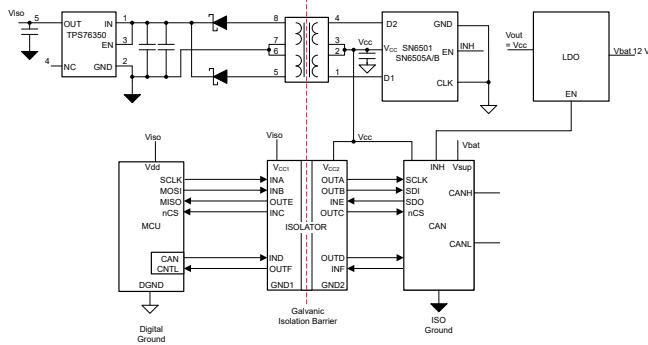 Viso
5
OUT
IN
1
TPS76350
EN
3
4
NC
GND
2
8
7
6
5
4
3
2
1
Vcc
D2
GND
VCC
SN6501
SN6505A/B
EN
INH
CLK
D1
Vout
= Vcc
LDO
Vbat 12 V
EN
Viso
Viso
Vcc
Vbat
Vdd
VCC1
VCC2
INH
Vsup
SCLK
INA
OUTA
SCLK
MOSI
INB
OUTB
SDI
CANH
MISO
OUTE
INE
SDO
nCS
INC
OUTC
nCS
MCU
ISOLATOR
CAN
CANL
CAN
IND
OUTD
CNTL
OUTF
INF
DGND
GND1
GND2
Digital
Ground
Galvanic
Isolation Barrier
ISO
Ground